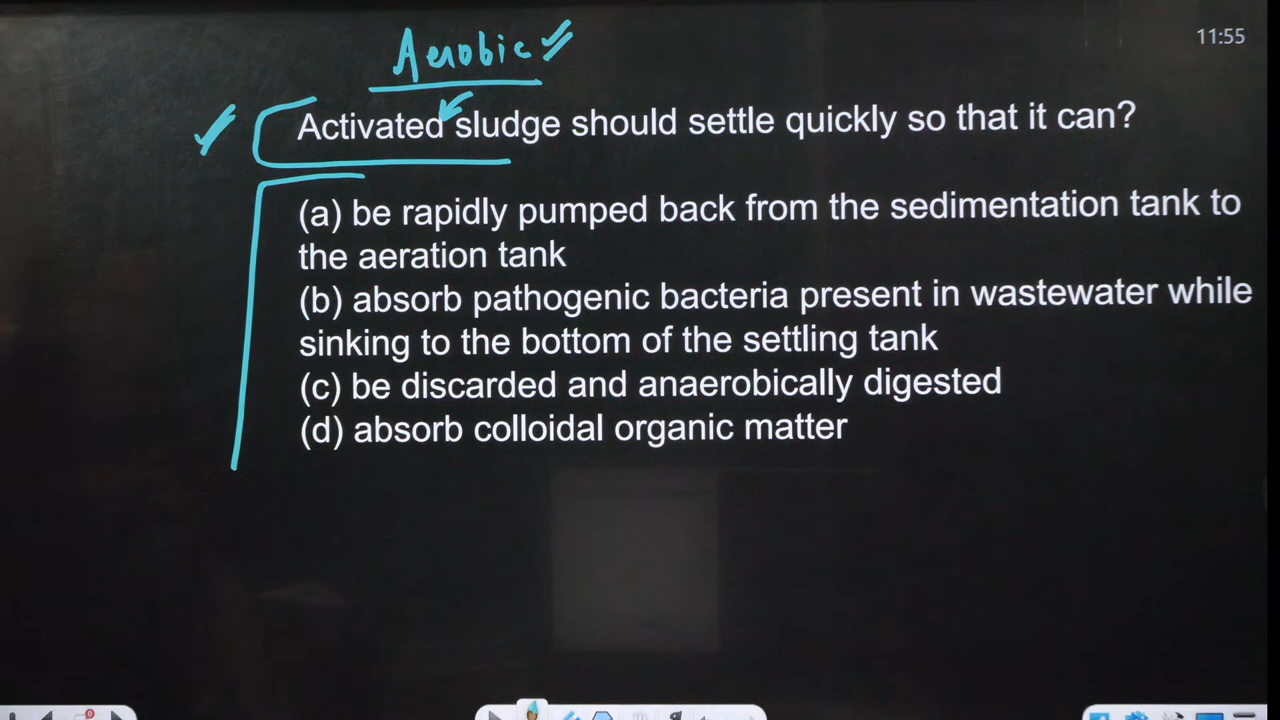 11:55
Aerobic
Activated sludge should settle quickly so that it can?
(a) be rapidly pumped back from the sedimentation tank to
the aeration tank
(b) absorb pathogenic bacteria present in wastewater while
sinking to the bottom of the settling tank
(c) be discarded and anaerobically digested
(d) absorb colloidal organic matter
0